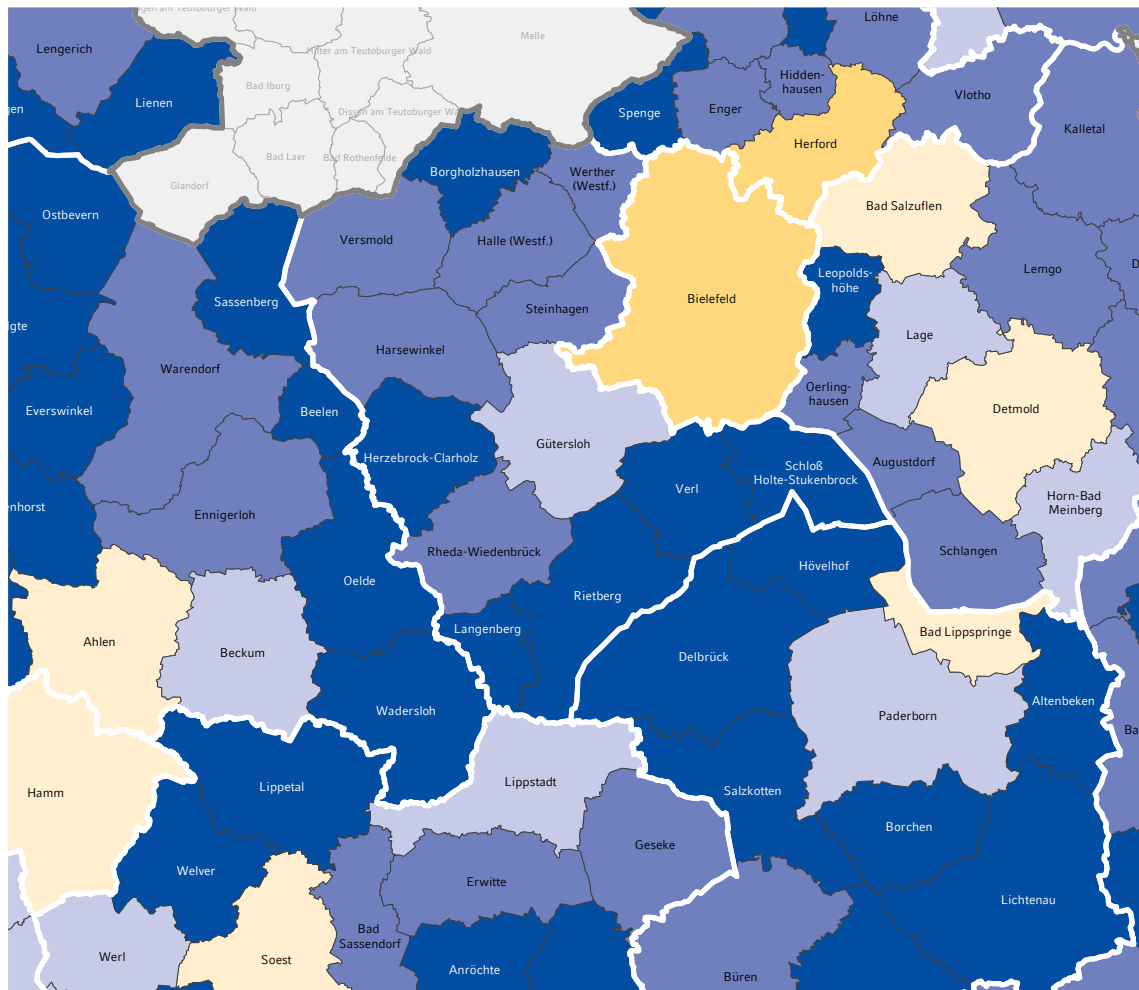 Löhne
Lengerich
Melle
Hilter am Teutoburger Wald
Hidden-
hausen
Bad Iburg
Vlotho
Lienen
Enger
Spenge
Dissen am Teutoburger Wa
Kalletal
Herford
Bad Laer
Bad Rothenfelde
Borgholzhausen
Werther
(Westf.)
Glandorf
Bad Salzuflen
Ostbevern
Versmold
Halle (Westf.)
Lemgo
Leopolds-
höhe
Bielefeld
Sassenberg
Steinhagen
lgte
Lage
Harsewinkel
Warendorf
Oerling-
hausen
Everswinkel
Beelen
Detmold
Gütersloh
Herzebrock-Clarholz
Augustdorf
Schloß
Holte-Stukenbrock
Verl
Horn-Bad
Meinberg
enhorst
Ennigerloh
Rheda-Wiedenbrück
Schlangen
Hövelhof
Oelde
Rietberg
Langenberg
Bad Lippspringe
Ahlen
Beckum
Delbrück
Altenbeken
Wadersloh
Paderborn
Ba
Lippstadt
Lippetal
Hamm
Salzkotten
Borchen
Geseke
Welver
Erwitte
Lichtenau
Bad
Sassendorf
Werl
Soest
Anröchte
Büren